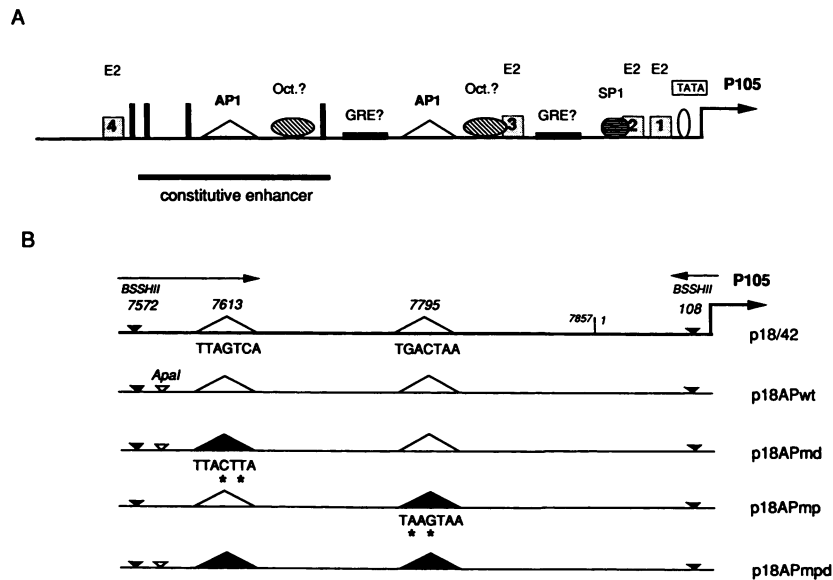 A
E2 E2 E2 E2 TATA P105
AP1 Oct.? GRE? AP1 Oct.? GRE? SP1
4 3 2 1
constitutive enhancer
B
BSSHII BSSHII P105
7572 7613 7795 7857 1 108
p18/42
TTAGTCA TGACTAA
ApaI
p18APwt
p18APmd
TTACTTA
* *
p18APmp
TAAGTAA
* *
p18APmpd